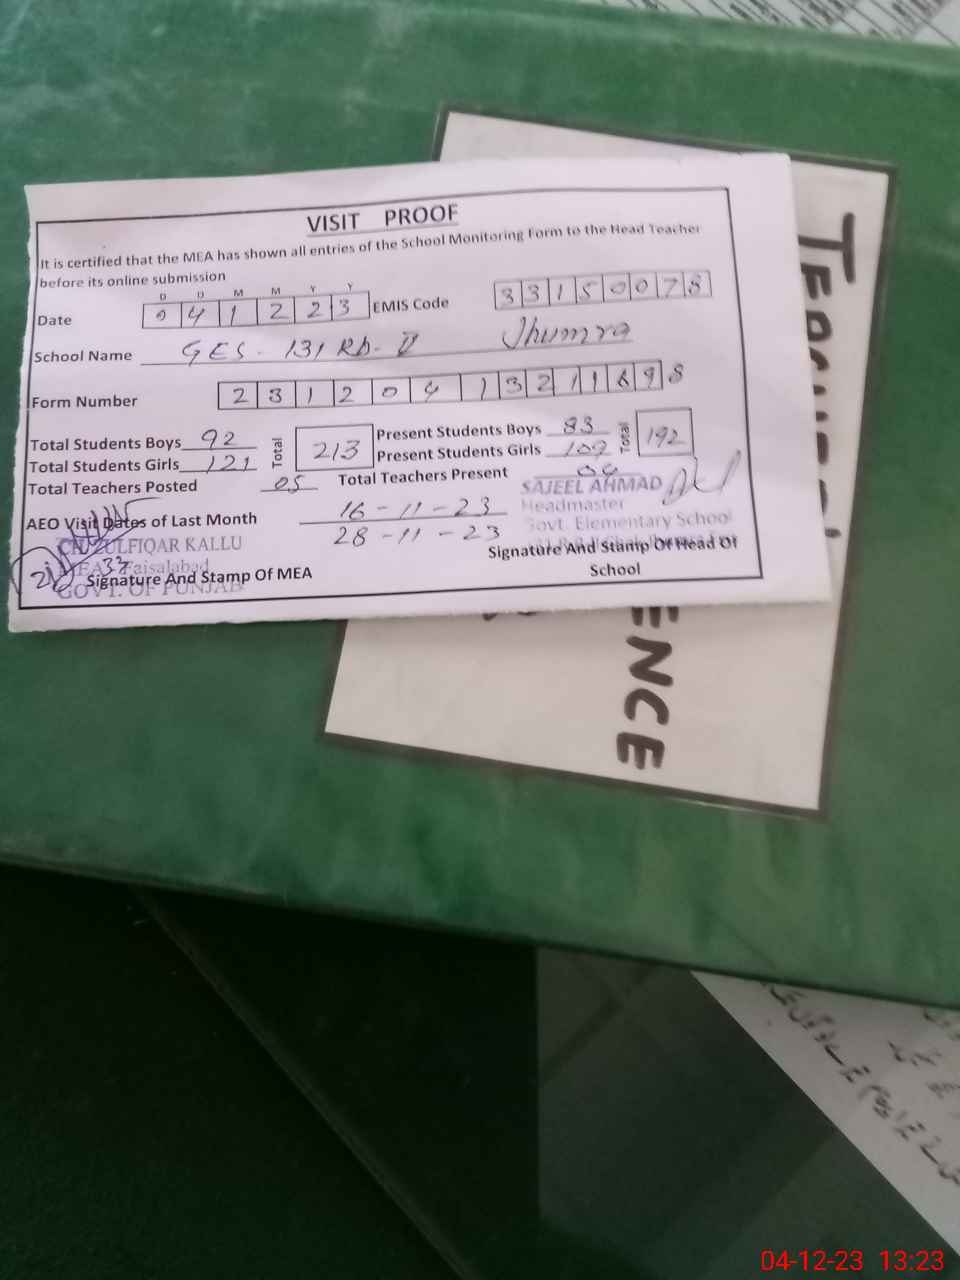 VISIT PROOF
It is certified that the MEA has shown all entries of the School Monitoring Form to the Head Teacher
before its online submission
D D M M Y Y
Date 0 4 1 2 2 3 EMIS Code 3 3 1 5 0 0 7 8
School Name GES - 131 RB-II Jhumra
Form Number 2 3 1 2 0 4 1 3 2 1 1 6 9 8
Total Students Boys 92 Total 213 Present Students Boys 83 Total 192
Total Students Girls 121 Present Students Girls 109
Total Teachers Posted 05 Total Teachers Present 04
SAJEEL AHMAD
Headmaster
Govt. Elementary School
AEO Visit Dates of Last Month 16-11-23
28-11-23
CH. ZULFIQAR KALLU
MEA 33 Faisalabad
GOVT. OF PUNJAB
Signature And Stamp Of MEA
Signature And Stamp Of Head Of
School
TEACHER
ENCE
04-12-23 13:23